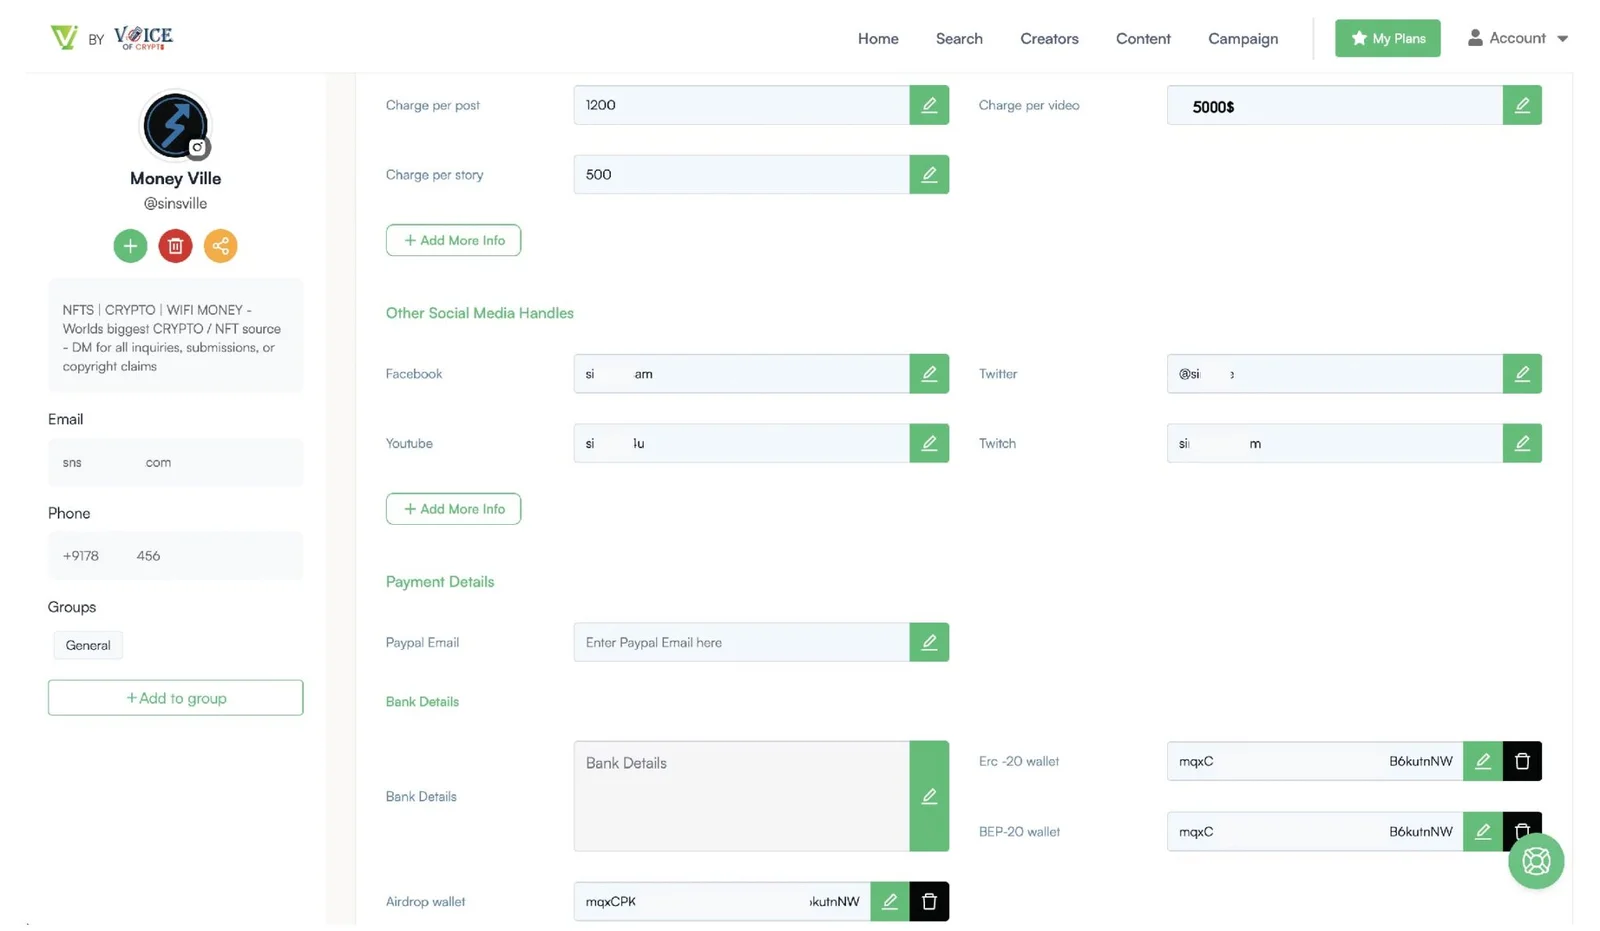 BY VOICE OF CRYPTO
Home Search Creators Content Campaign My Plans Account
Money Ville
@sinsville
NFTS | CRYPTO | WIFI MONEY -
Worlds biggest CRYPTO / NFT source
- DM for all inquiries, submissions, or
copyright claims
Email
sns com
Phone
+9178 456
Groups
General
+ Add to group
Charge per post 1200 Charge per video 5000$
Charge per story 500
+ Add More Info
Other Social Media Handles
Facebook si am Twitter @si e
Youtube si 4u Twitch si m
+ Add More Info
Payment Details
Paypal Email Enter Paypal Email here
Bank Details
Bank Details Bank Details
Erc -20 wallet mqxC B6kutnNW
BEP-20 wallet mqxC B6kutnNW
Airdrop wallet mqxCPK kutnNW